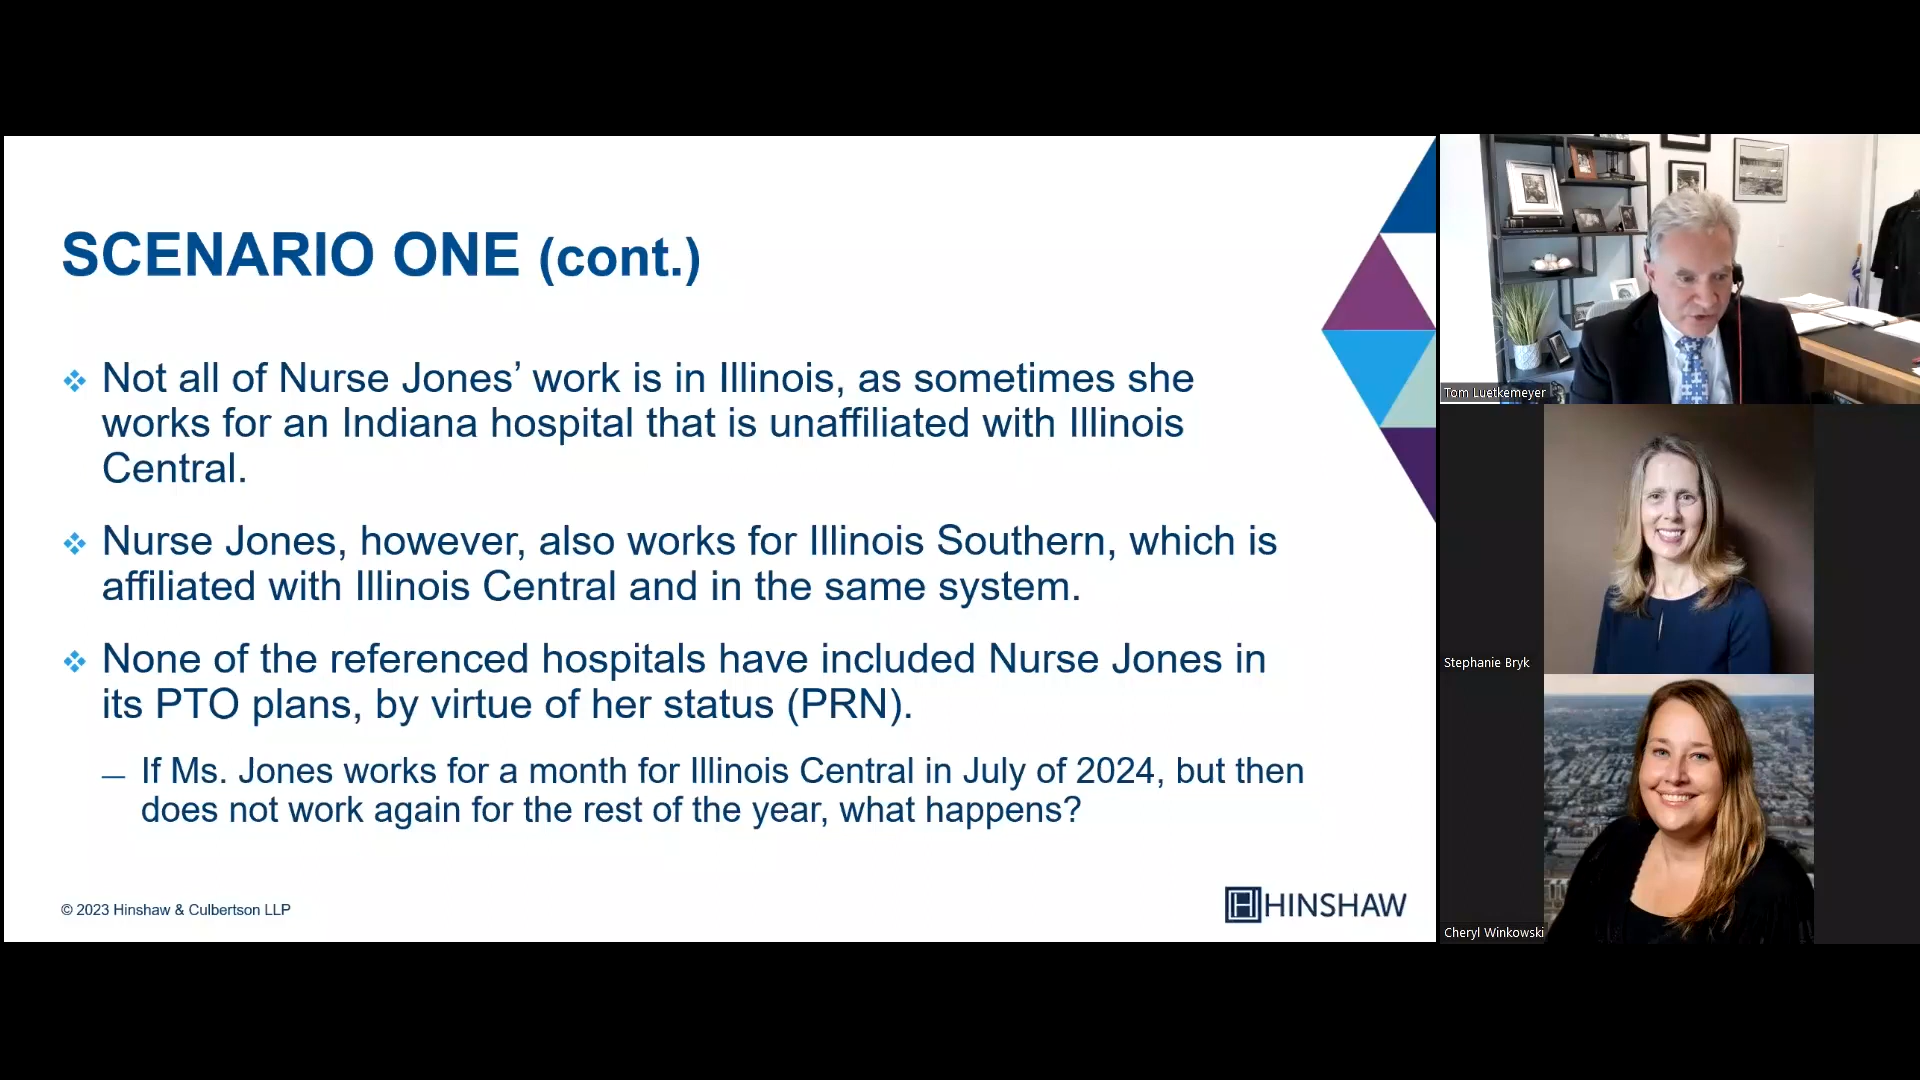 SCENARIO ONE (cont.)
Not all of Nurse Jones’ work is in Illinois, as sometimes she
works for an Indiana hospital that is unaffiliated with Illinois
Central.
Nurse Jones, however, also works for Illinois Southern, which is
affiliated with Illinois Central and in the same system.
None of the referenced hospitals have included Nurse Jones in
its PTO plans, by virtue of her status (PRN).
— If Ms. Jones works for a month for Illinois Central in July of 2024, but then
does not work again for the rest of the year, what happens?
© 2023 Hinshaw & Culbertson LLP
HINSHAW
Tom Luetkemeyer
Stephanie Bryk
Cheryl Winkowski